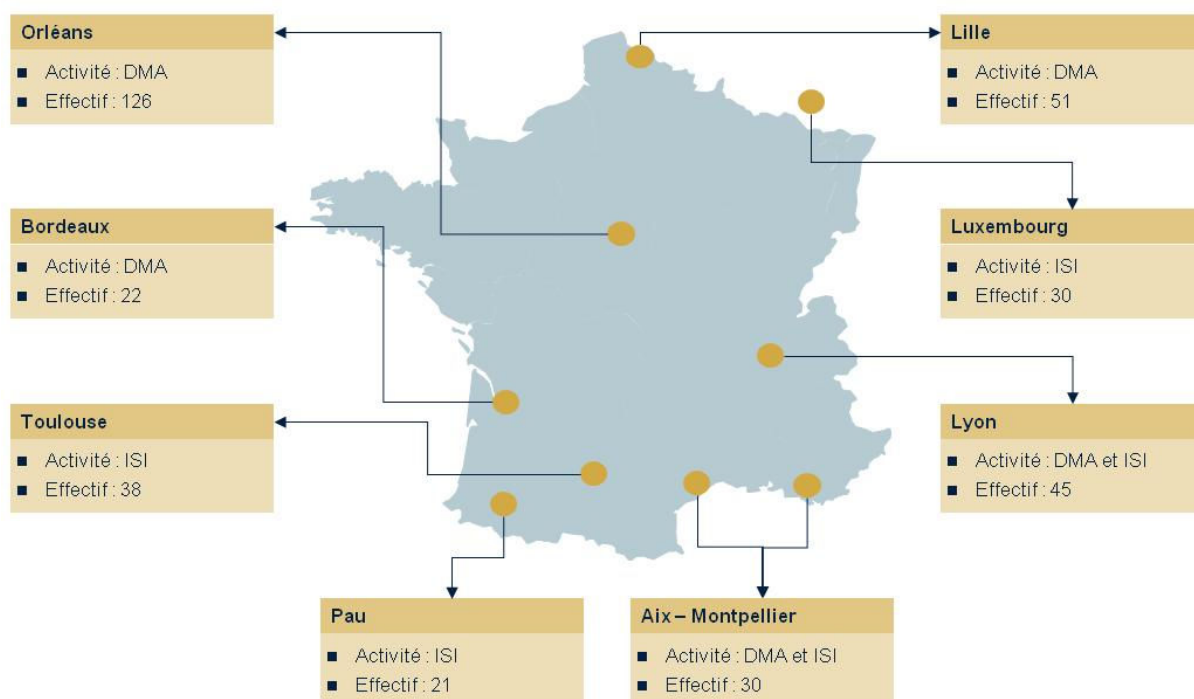 Orléans
■ Activité : DMA
■ Effectif : 126
Lille
■ Activité : DMA
■ Effectif : 51
Bordeaux
■ Activité : DMA
■ Effectif : 22
Luxembourg
■ Activité : ISI
■ Effectif : 30
Toulouse
■ Activité : ISI
■ Effectif : 38
Lyon
■ Activité : DMA et ISI
■ Effectif : 45
Pau
■ Activité : ISI
■ Effectif : 21
Aix – Montpellier
■ Activité : DMA et ISI
■ Effectif : 30